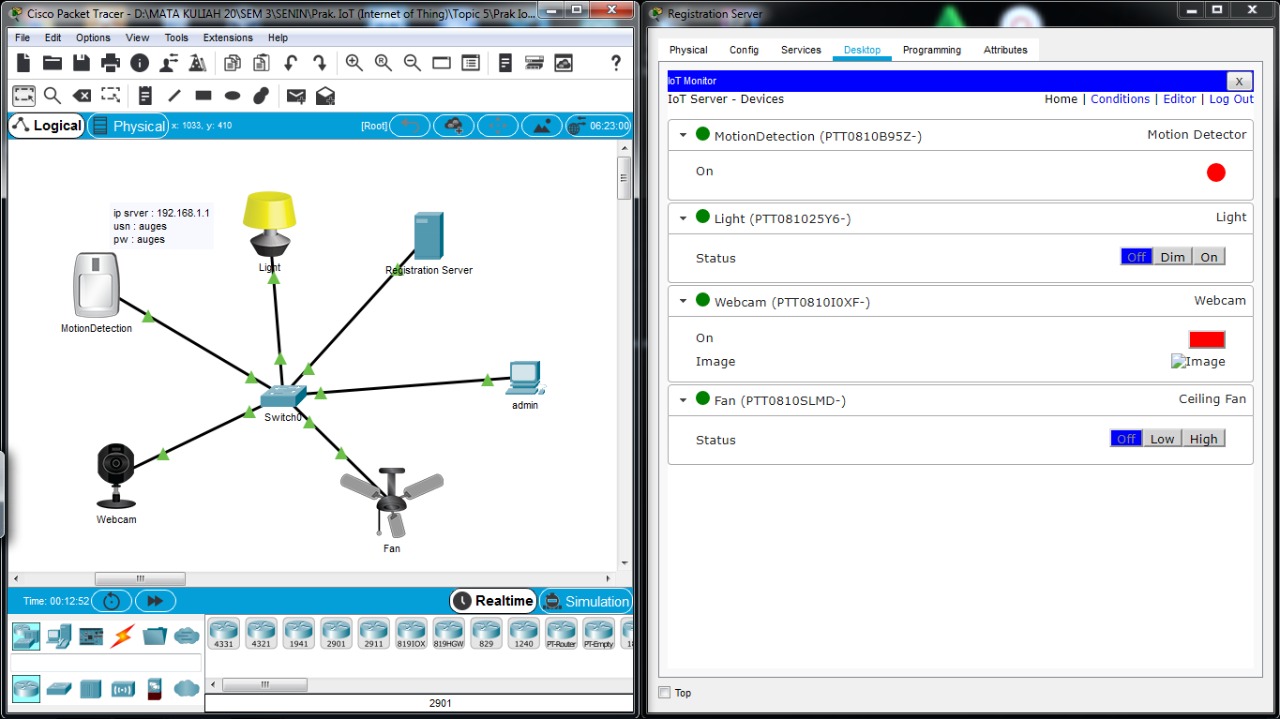 Cisco Packet Tracer - D:\MATA KULIAH 20\SEM 3\SENIN\Prak. IoT (Internet of Thing)\Topic 5\Prak Io...
File Edit Options View Tools Extensions Help
?
Logical Physical x: 1033, y: 410 [Root] 06:23:00
ip srver : 192.168.1.1
usn : auges
pw : auges
Light
Registration Server
MotionDetection
admin
Switch0
Webcam
Fan
Time: 00:12:52 Realtime Simulation
4331 4321 1941 2901 2911 819IOX 819HGW 829 1240 PT-Router PT-Empty
2901
Registration Server
Physical Config Services Desktop Programming Attributes
IoT Monitor X
IoT Server - Devices Home | Conditions | Editor | Log Out
MotionDetection (PTT0810B95Z-) Motion Detector
On
Light (PTT081025Y6-) Light
Status Off Dim On
Webcam (PTT0810I0XF-) Webcam
On
Image Image
Fan (PTT0810SLMD-) Ceiling Fan
Status Off Low High
Top